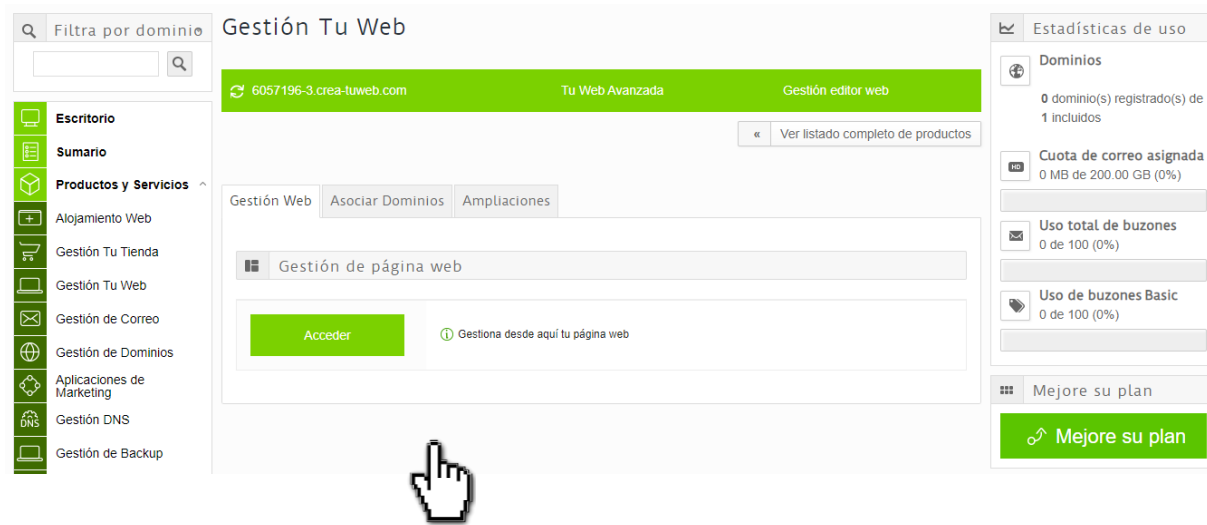 Filtra por dominio
Escritorio
Sumario
Productos y Servicios
Alojamiento Web
Gestión Tu Tienda
Gestión Tu Web
Gestión de Correo
Gestión de Dominios
Aplicaciones de
Marketing
DNS
Gestión DNS
Gestión de Backup
Gestión Tu Web
6057196-3.crea-tuweb.com Tu Web Avanzada Gestión editor web
« Ver listado completo de productos
Gestión Web Asociar Dominios Ampliaciones
Gestión de página web
Acceder
Gestiona desde aquí tu página web
Estadísticas de uso
Dominios
0 dominio(s) registrado(s) de
1 incluidos
HD
Cuota de correo asignada
0 MB de 200.00 GB (0%)
Uso total de buzones
0 de 100 (0%)
Uso de buzones Basic
0 de 100 (0%)
Mejore su plan
Mejore su plan